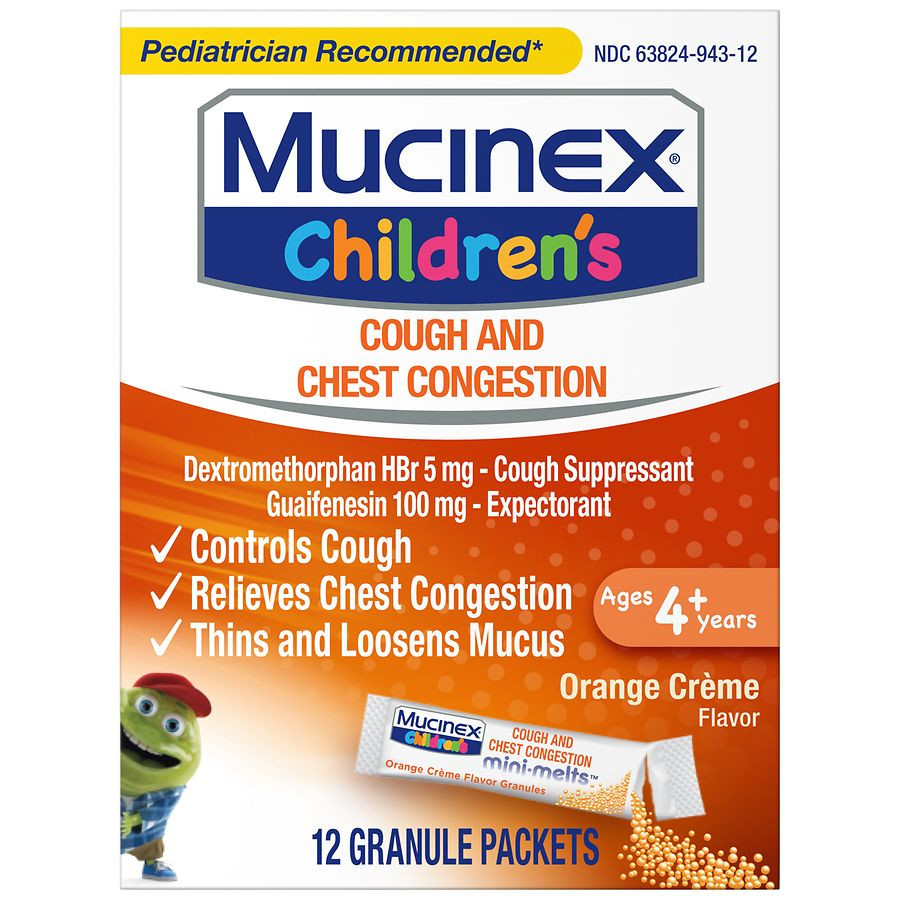 Pediatrician Recommended*
NDC 63824-943-12
Mucinex®
Children's
COUGH AND
CHEST CONGESTION
Dextromethorphan HBr 5 mg - Cough Suppressant
Guaifenesin 100 mg - Expectorant
✓ Controls Cough
✓ Relieves Chest Congestion
✓ Thins and Loosens Mucus
Ages 4+ years
Orange Crème
Flavor
Mucinex
Children's
COUGH AND
CHEST CONGESTION
mini-melts™
Orange Crème Flavor Granules
12 GRANULE PACKETS